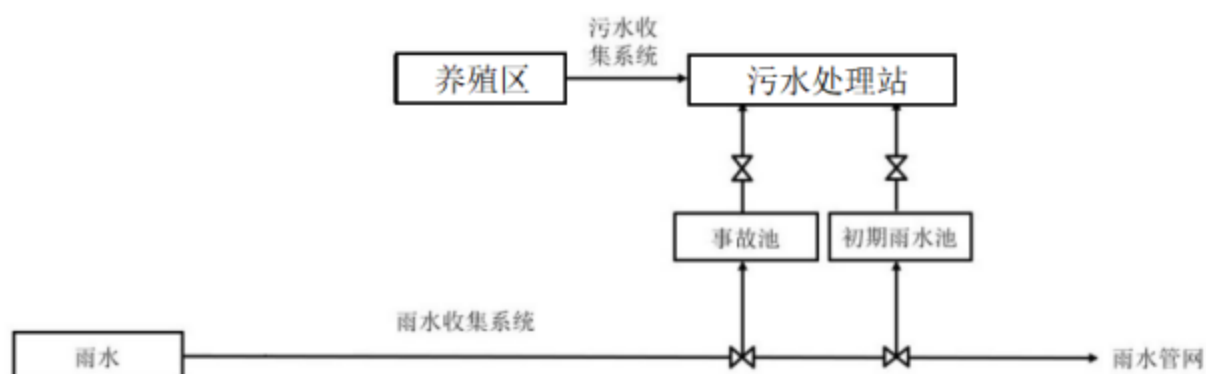 污水收
集系统
养殖区
污水处理站
事故池
初期雨水池
雨水收集系统
雨水
雨水管网